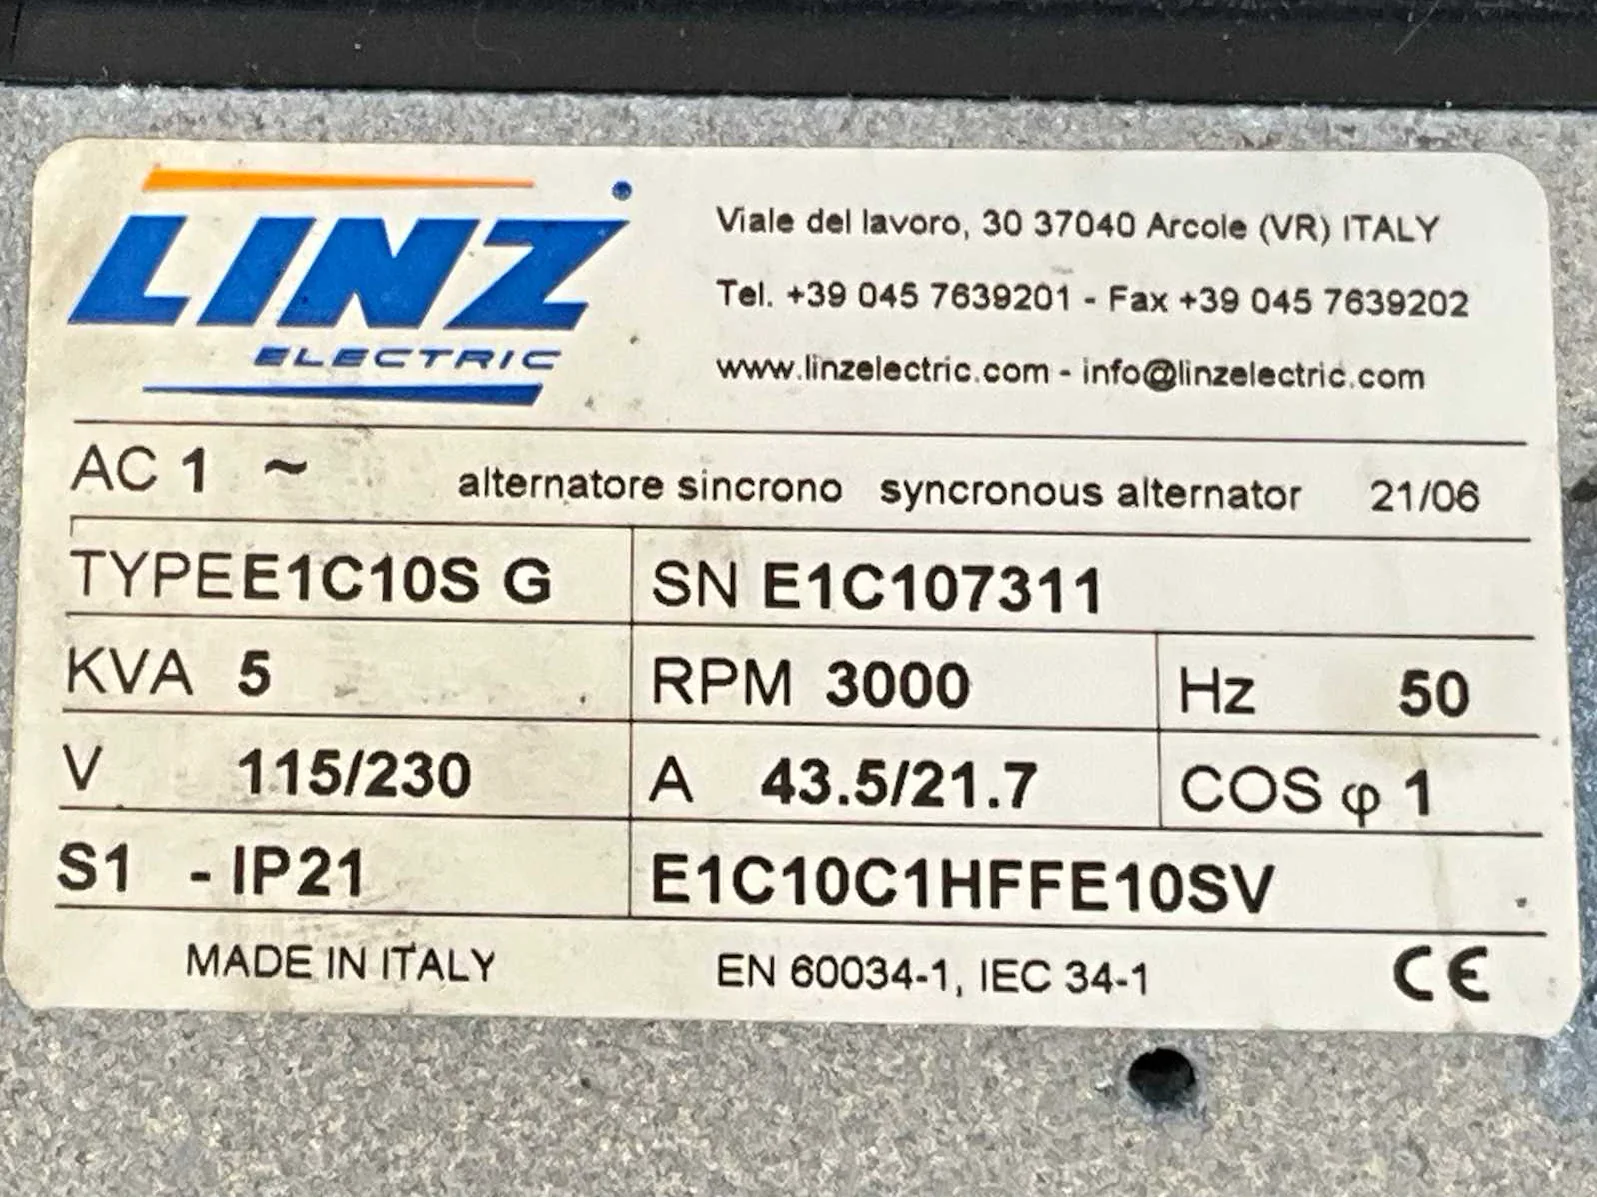 LINZ
ELECTRIC
Viale del lavoro, 30 37040 Arcole (VR) ITALY
Tel. +39 045 7639201 - Fax +39 045 7639202
www.linzelectric.com - info@linzelectric.com
AC 1 ~ alternatore sincrono syncronous alternator 21/06
TYPE E1C10S G SN E1C107311
KVA 5 RPM 3000 Hz 50
V 115/230 A 43.5/21.7 COS φ 1
S1 - IP21 E1C10C1HFFE10SV
MADE IN ITALY EN 60034-1, IEC 34-1 CE